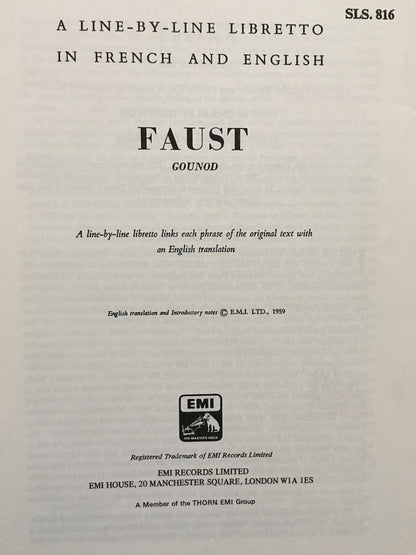 SLS. 816
A LINE-BY-LINE LIBRETTO
IN FRENCH AND ENGLISH
FAUST
GOUNOD
A line-by-line libretto links each phrase of the original text with
an English translation
English translation and Introductory notes © E.M.I. LTD., 1959
EMI
HIS MASTER'S VOICE
Registered Trademark of EMI Records Limited
EMI RECORDS LIMITED
EMI HOUSE, 20 MANCHESTER SQUARE, LONDON W1A 1ES
A Member of the THORN EMI Group